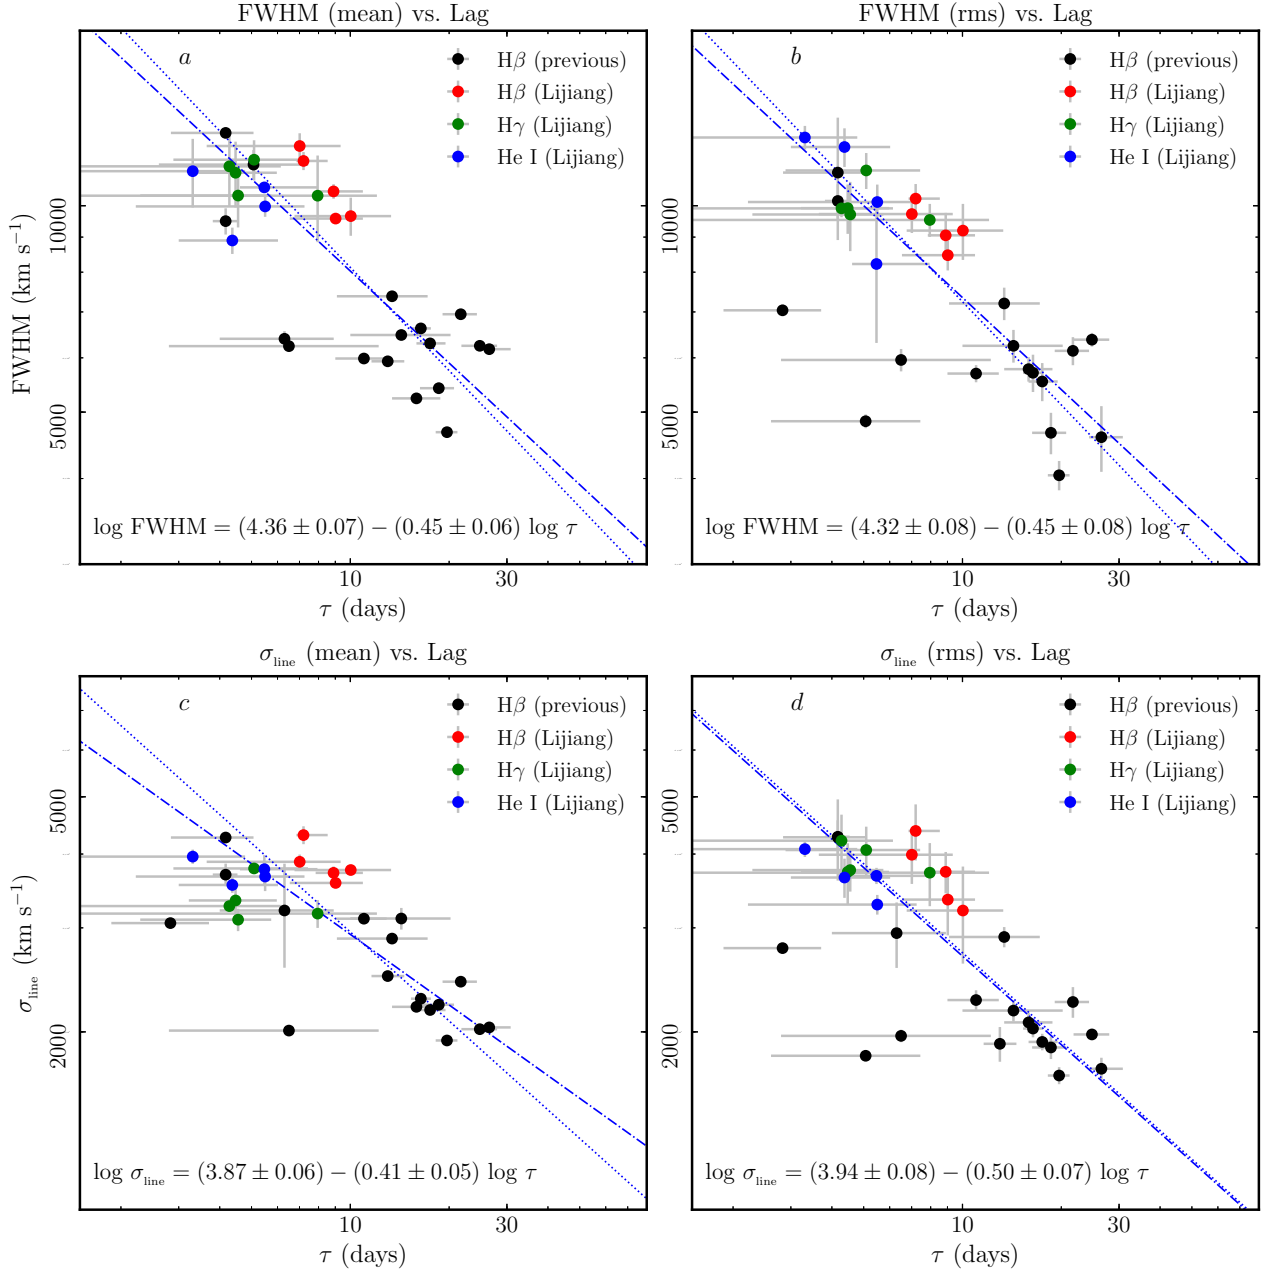 FWHM (mean) vs. Lag
a
Hβ (previous)
Hβ (Lijiang)
Hγ (Lijiang)
He I (Lijiang)
10000
5000
FWHM (km s⁻¹)
log FWHM = (4.36 ± 0.07) − (0.45 ± 0.06) log τ
10 30
τ (days)
FWHM (rms) vs. Lag
b
Hβ (previous)
Hβ (Lijiang)
Hγ (Lijiang)
He I (Lijiang)
10000
5000
log FWHM = (4.32 ± 0.08) − (0.45 ± 0.08) log τ
10 30
τ (days)
σline (mean) vs. Lag
c
Hβ (previous)
Hβ (Lijiang)
Hγ (Lijiang)
He I (Lijiang)
5000
2000
σline (km s⁻¹)
log σline = (3.87 ± 0.06) − (0.41 ± 0.05) log τ
10 30
τ (days)
σline (rms) vs. Lag
d
Hβ (previous)
Hβ (Lijiang)
Hγ (Lijiang)
He I (Lijiang)
5000
2000
log σline = (3.94 ± 0.08) − (0.50 ± 0.07) log τ
10 30
τ (days)